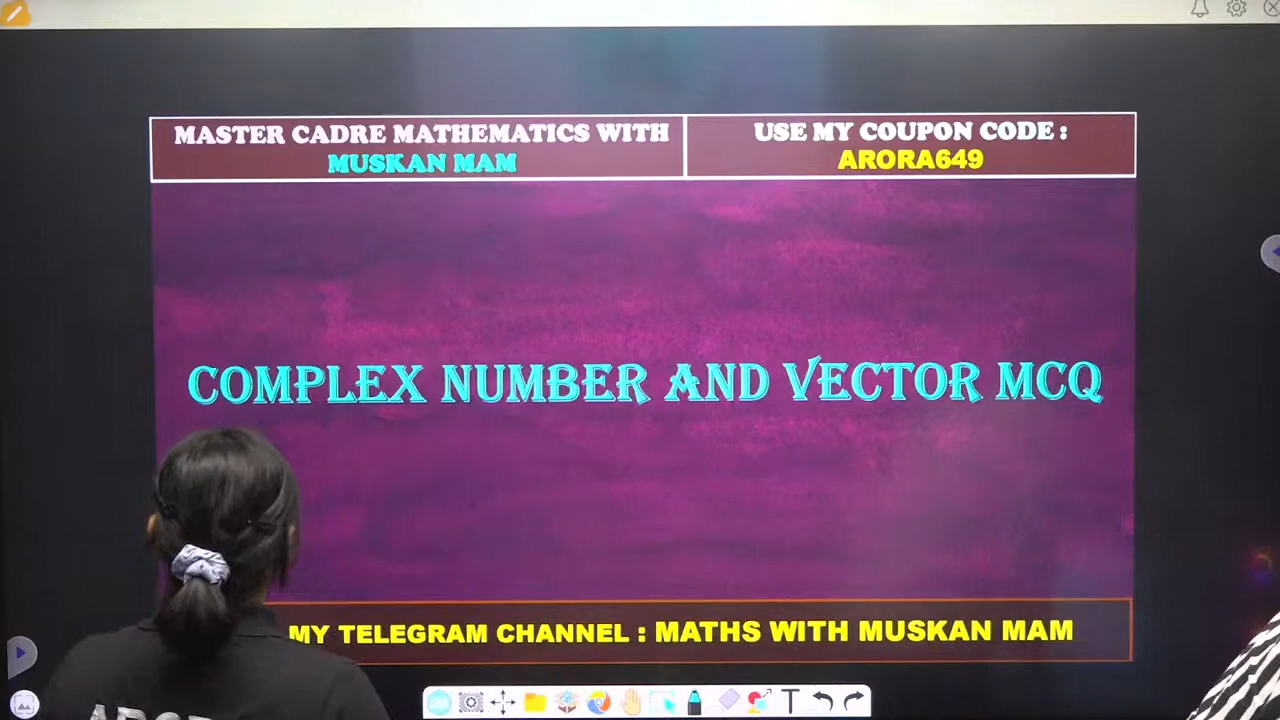 MASTER CADRE MATHEMATICS WITH
MUSKAN MAM
USE MY COUPON CODE :
ARORA649
COMPLEX NUMBER AND VECTOR MCQ
MY TELEGRAM CHANNEL : MATHS WITH MUSKAN MAM